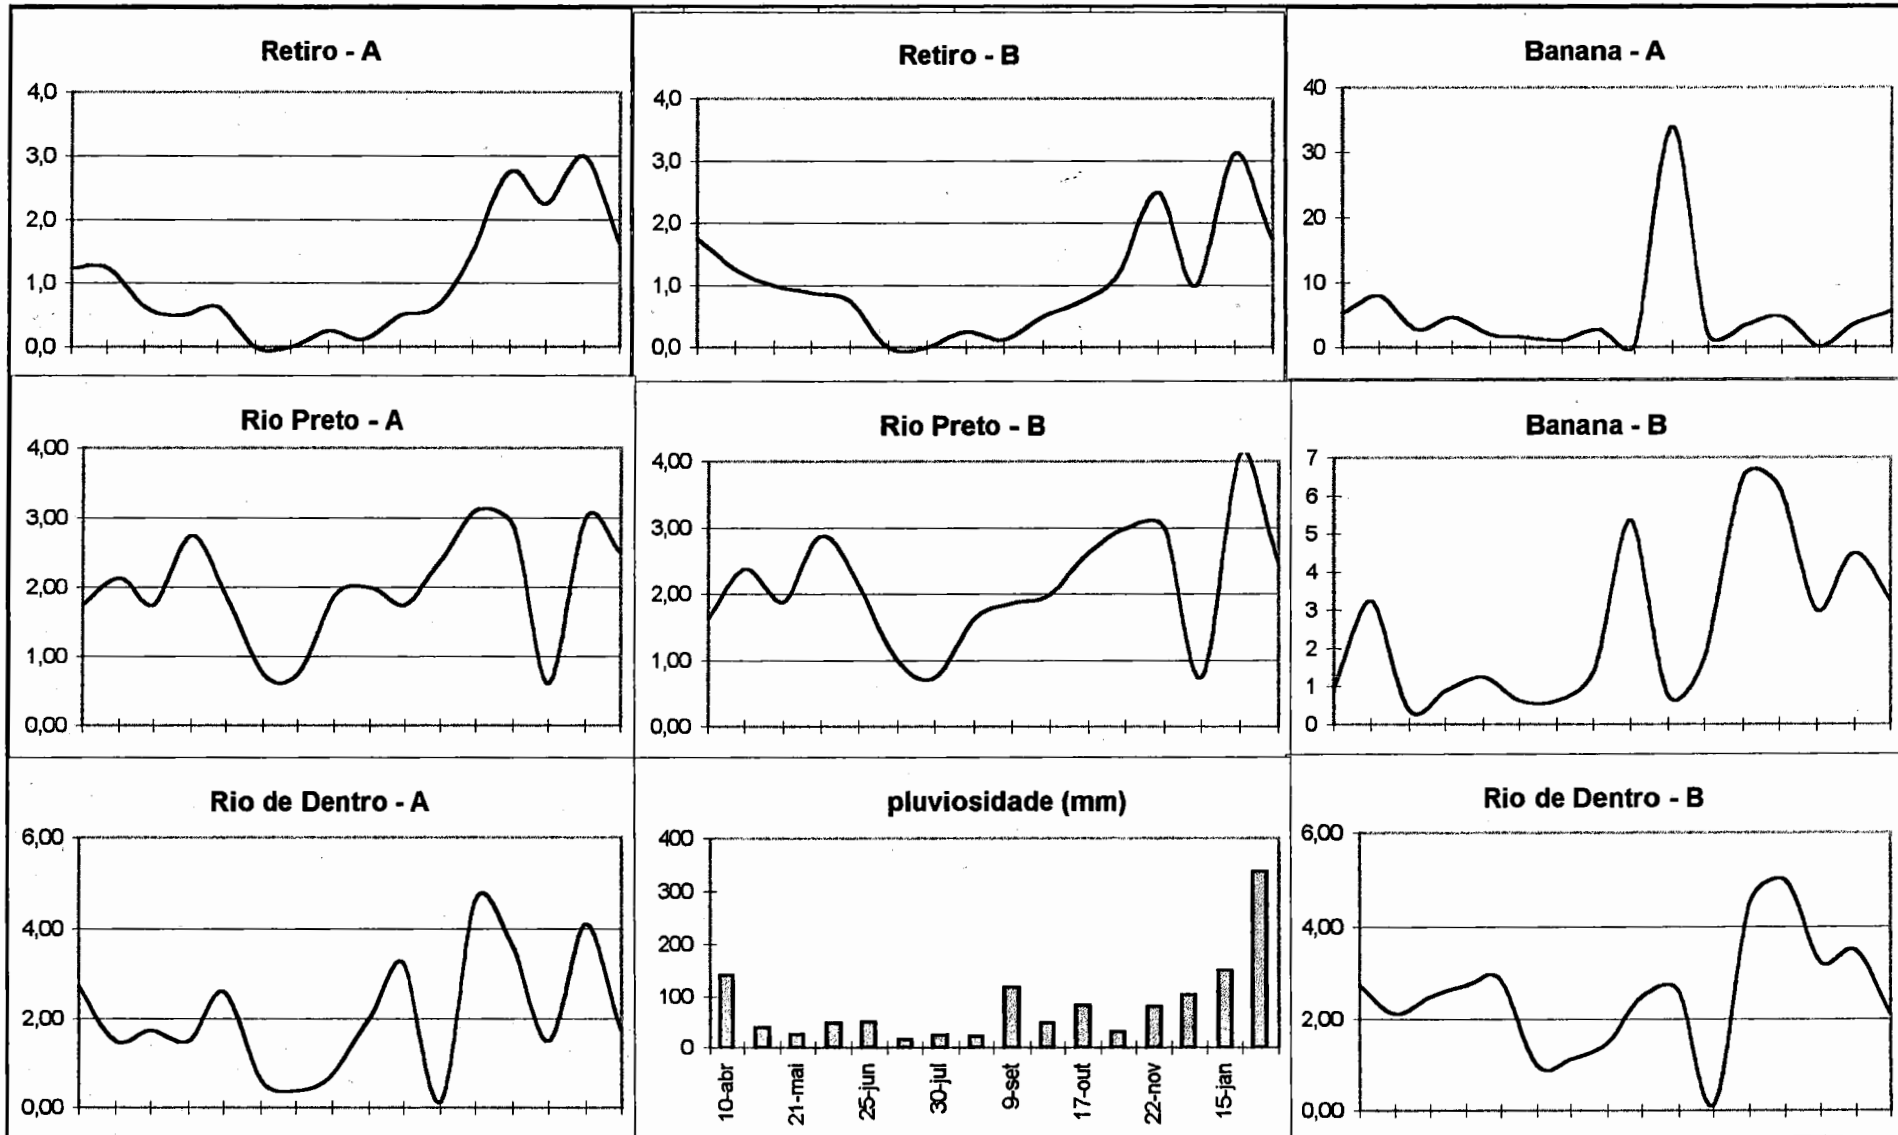 Retiro - A
4,0
3,0
2,0
1,0
0,0
Retiro - B
4,0
3,0
2,0
1,0
0,0
Banana - A
40
30
20
10
0
Rio Preto - A
4,00
3,00
2,00
1,00
0,00
Rio Preto - B
4,00
3,00
2,00
1,00
0,00
Banana - B
7
6
5
4
3
2
1
0
Rio de Dentro - A
6,00
4,00
2,00
0,00
pluviosidade (mm)
400
300
200
100
0
10-abr
21-mai
25-jun
30-jul
9-set
17-out
22-nov
15-jan
Rio de Dentro - B
6,00
4,00
2,00
0,00